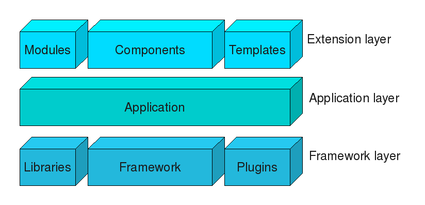 Modules Components Templates Extension layer
Application Application layer
Libraries Framework Plugins Framework layer